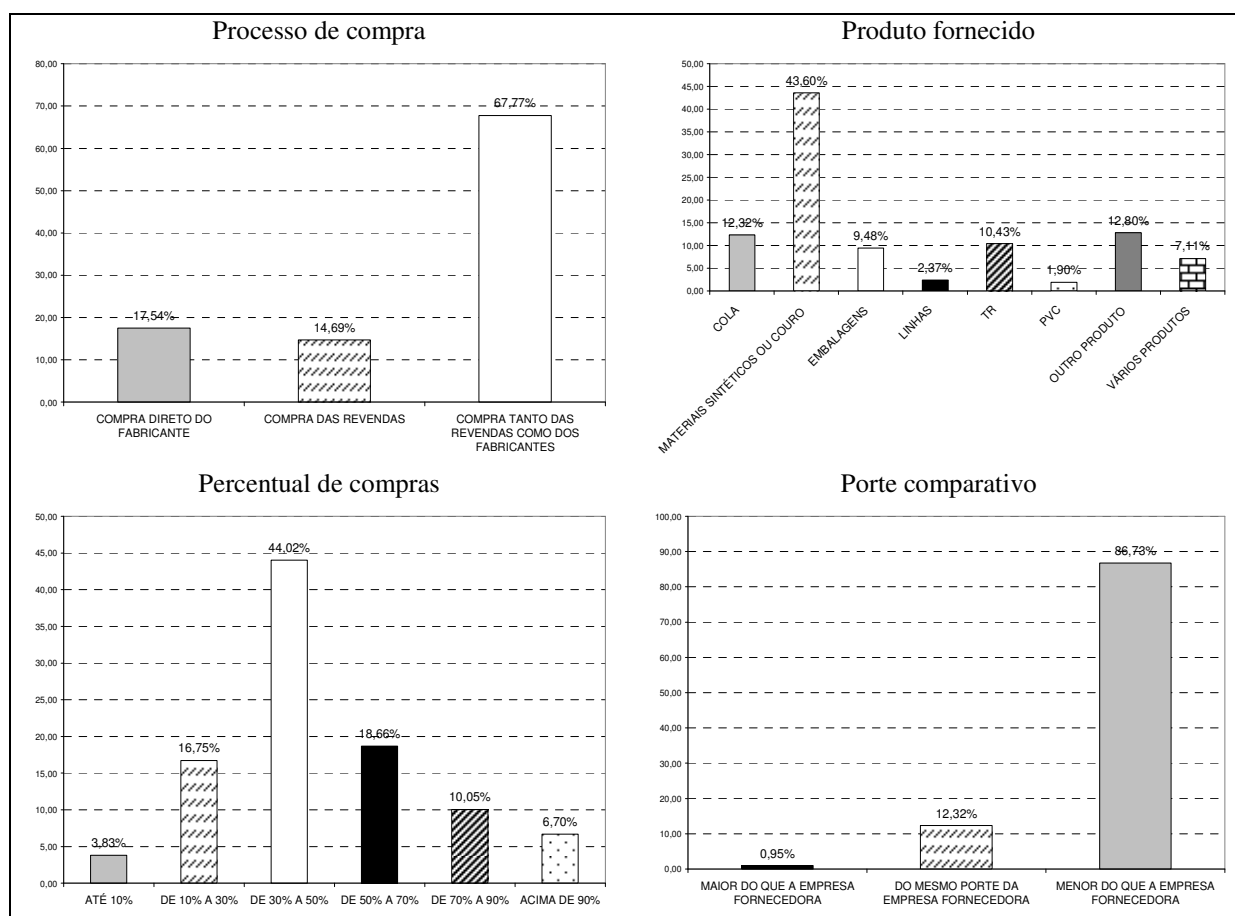 Processo de compra
80,00
70,00
60,00
50,00
40,00
30,00
20,00
10,00
0,00
17,54%
14,69%
67,77%
COMPRA DIRETO DO
FABRICANTE
COMPRA DAS REVENDAS
COMPRA TANTO DAS
REVENDAS COMO DOS
FABRICANTES
Produto fornecido
50,00
45,00
40,00
35,00
30,00
25,00
20,00
15,00
10,00
5,00
0,00
12,32%
43,60%
9,48%
2,37%
10,43%
1,90%
12,80%
7,11%
COLA
MATERIAIS SINTÉTICOS OU COURO
EMBALAGENS
LINHAS
TR
PVC
OUTRO PRODUTO
VÁRIOS PRODUTOS
Percentual de compras
50,00
45,00
40,00
35,00
30,00
25,00
20,00
15,00
10,00
5,00
0,00
3,83%
16,75%
44,02%
18,66%
10,05%
6,70%
ATÉ 10%
DE 10% A 30%
DE 30% A 50%
DE 50% A 70%
DE 70% A 90%
ACIMA DE 90%
Porte comparativo
100,00
90,00
80,00
70,00
60,00
50,00
40,00
30,00
20,00
10,00
0,00
0,95%
12,32%
86,73%
MAIOR DO QUE A EMPRESA
FORNECEDORA
DO MESMO PORTE DA
EMPRESA FORNECEDORA
MENOR DO QUE A EMPRESA
FORNECEDORA